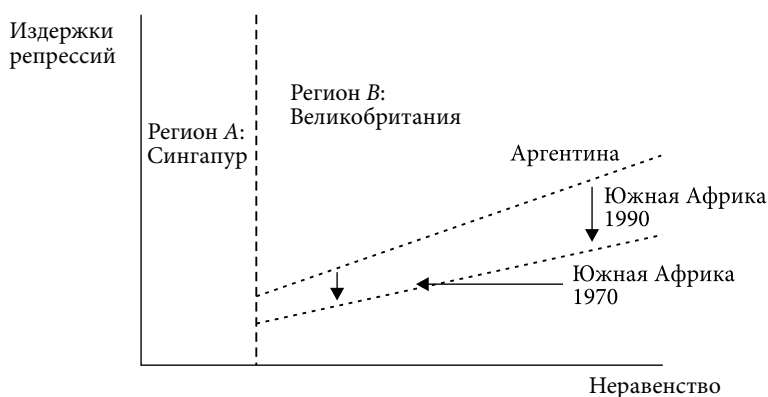 Издержки
репрессий
Регион B:
Великобритания
Регион A:
Сингапур
Аргентина
Южная Африка
1990
Южная Африка
1970
Неравенство